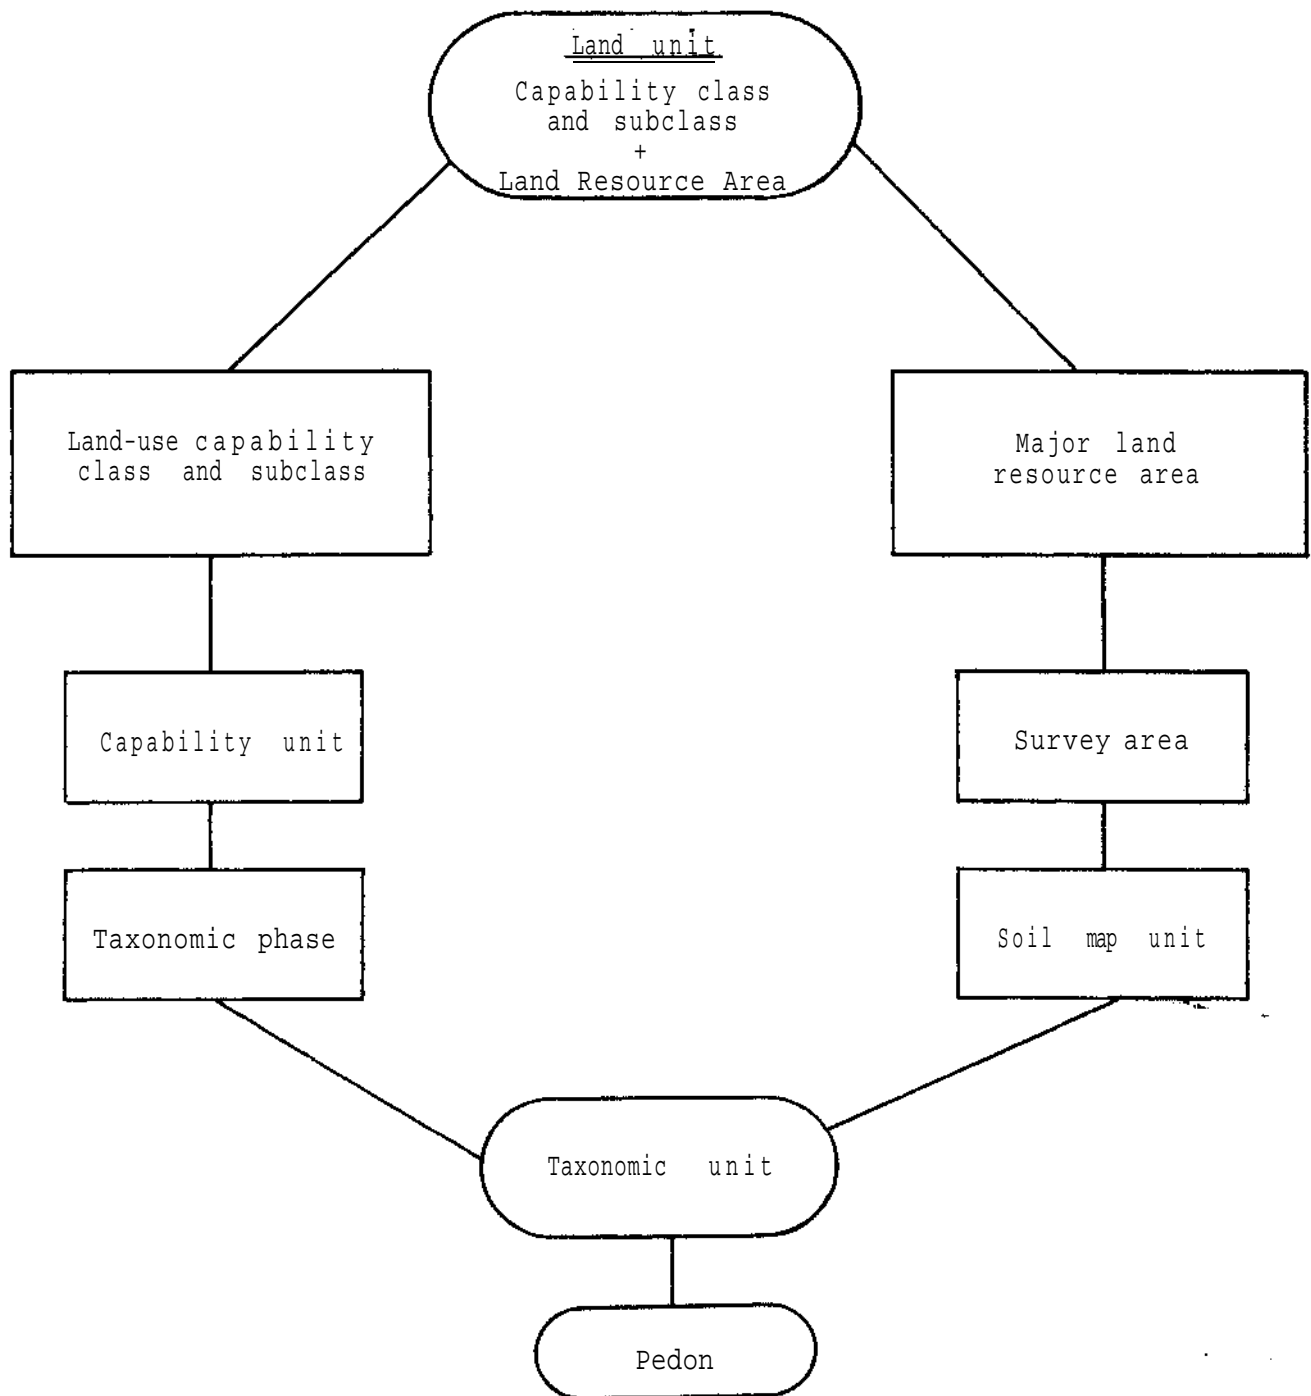 Land unit
Capability class
and subclass
+
Land Resource Area
Land-use capability
class and subclass
Major land
resource area
Capability unit
Survey area
Taxonomic phase
Soil map unit
Taxonomic unit
Pedon